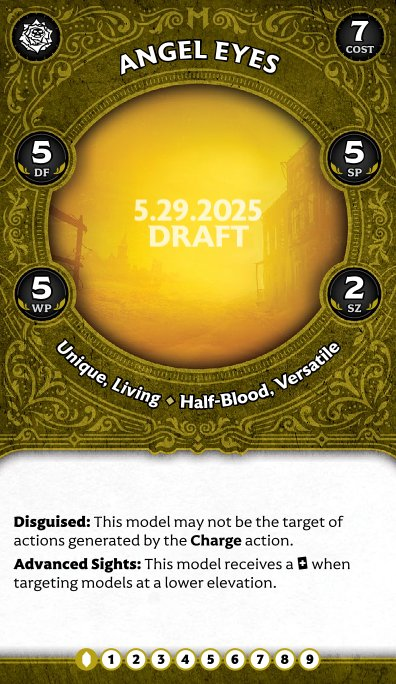 ANGEL EYES
7
COST
5
DF
5
SP
5.29.2025
DRAFT
5
WP
2
SZ
Unique, Living ◆ Half-Blood, Versatile
Disguised: This model may not be the target of
actions generated by the Charge action.
Advanced Sights: This model receives a + when
targeting models at a lower elevation.
1 2 3 4 5 6 7 8 9